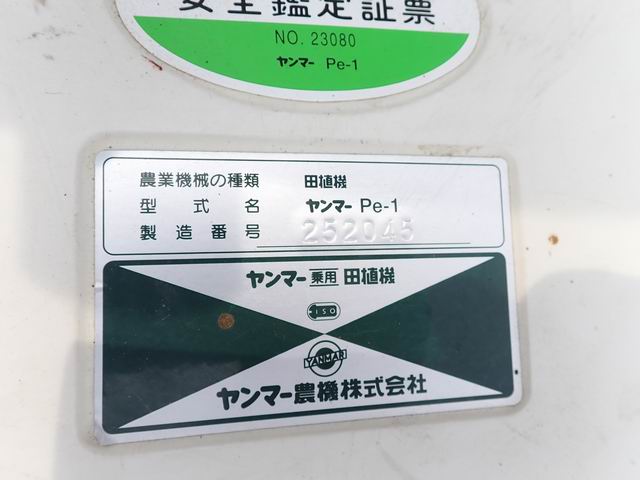 安全鑑定証票
NO. 23080
ヤンマー Pe-1
農業機械の種類 田植機
型式名 ヤンマー Pe-1
製造番号 252045
ヤンマー 乗用 田植機
ISO
YANMAR
ヤンマー農機株式会社